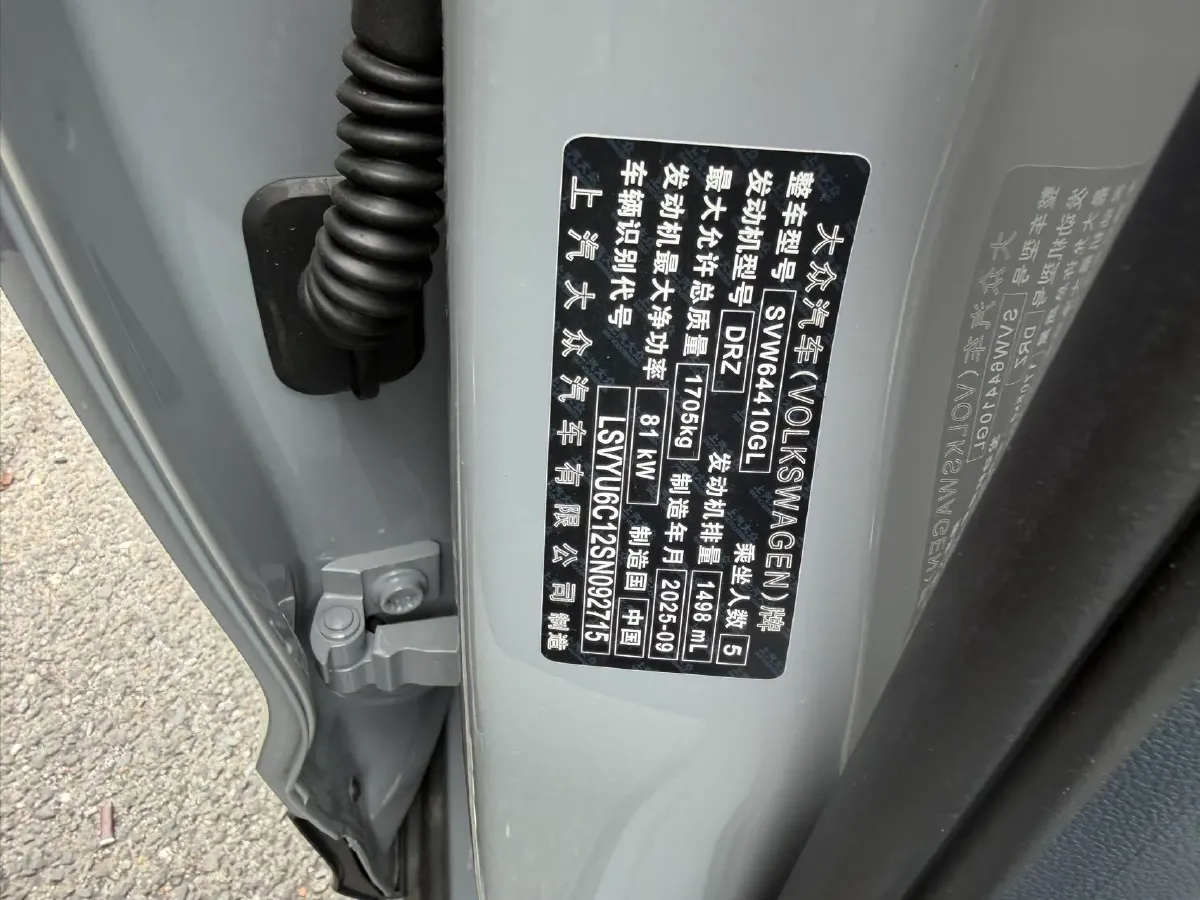 大众汽车(VOLKSWAGEN)牌
整车型号 SVW64410GL 乘坐人数 5
发动机型号 DRZ 发动机排量 1498 mL
最大允许总质量 1705kg 制造年月 2025-09
发动机最大净功率 81 kW 制造国 中国
车辆识别代号 LSVYU6C12SN092715
上汽大众汽车有限公司 制造